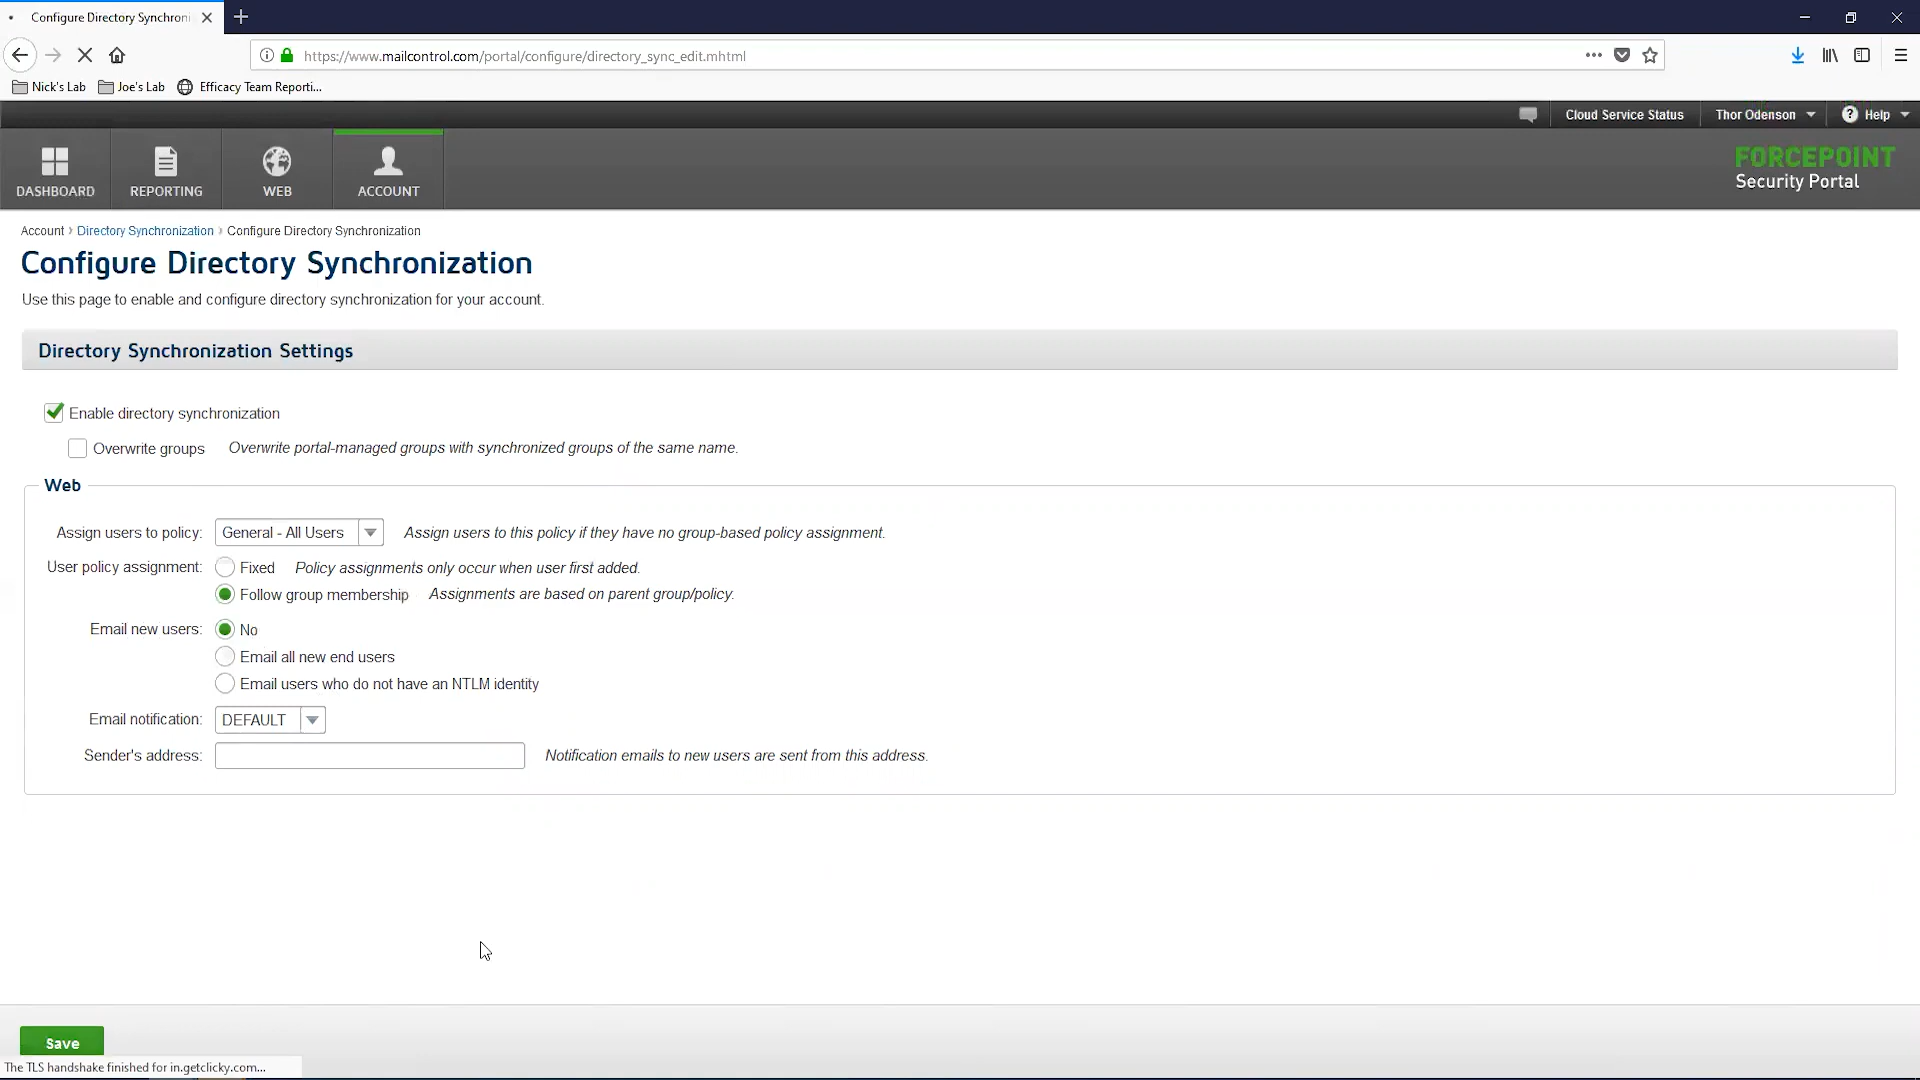 Configure Directory Synchroni
https://www.mailcontrol.com/portal/configure/directory_sync_edit.mhtml
Nick's Lab Joe's Lab Efficacy Team Reporti...
Cloud Service Status Thor Odenson ? Help
DASHBOARD REPORTING WEB ACCOUNT
FORCEPOINT
Security Portal
Account › Directory Synchronization › Configure Directory Synchronization
Configure Directory Synchronization
Use this page to enable and configure directory synchronization for your account.
Directory Synchronization Settings
Enable directory synchronization
Overwrite groups Overwrite portal-managed groups with synchronized groups of the same name.
Web
Assign users to policy: General - All Users Assign users to this policy if they have no group-based policy assignment.
User policy assignment: Fixed Policy assignments only occur when user first added.
Follow group membership Assignments are based on parent group/policy.
Email new users: No
Email all new end users
Email users who do not have an NTLM identity
Email notification: DEFAULT
Sender's address: Notification emails to new users are sent from this address.
Save
The TLS handshake finished for in.getclicky.com...